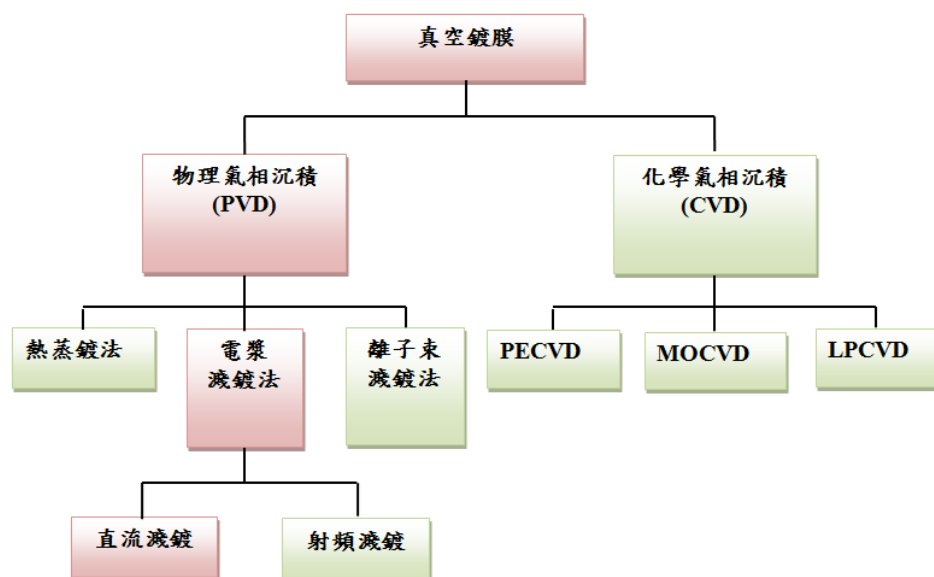 真空鍍膜
物理氣相沉積
(PVD)
化學氣相沉積
(CVD)
熱蒸鍍法
電漿
濺鍍法
離子束
濺鍍法
PECVD
MOCVD
LPCVD
直流濺鍍
射頻濺鍍